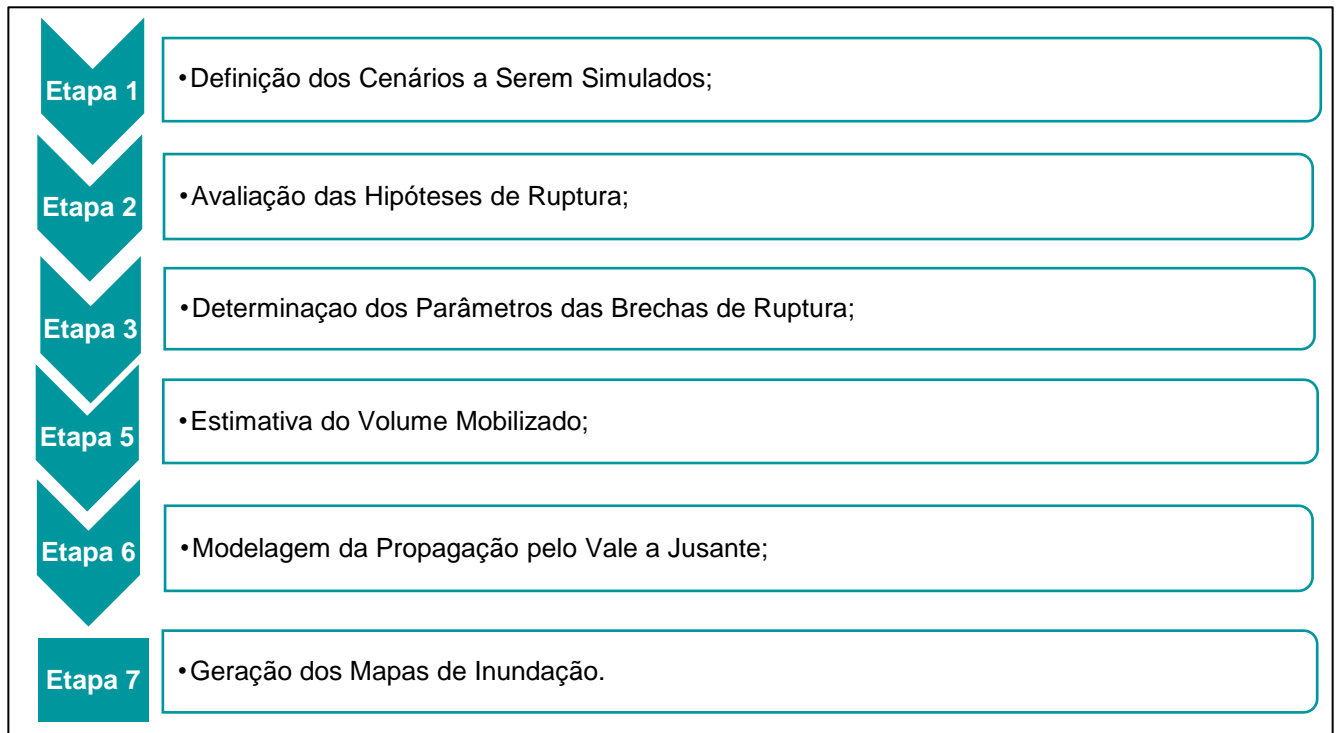 Etapa 1
•Definição dos Cenários a Serem Simulados;
Etapa 2
•Avaliação das Hipóteses de Ruptura;
Etapa 3
•Determinaçao dos Parâmetros das Brechas de Ruptura;
Etapa 5
•Estimativa do Volume Mobilizado;
Etapa 6
•Modelagem da Propagação pelo Vale a Jusante;
Etapa 7
•Geração dos Mapas de Inundação.